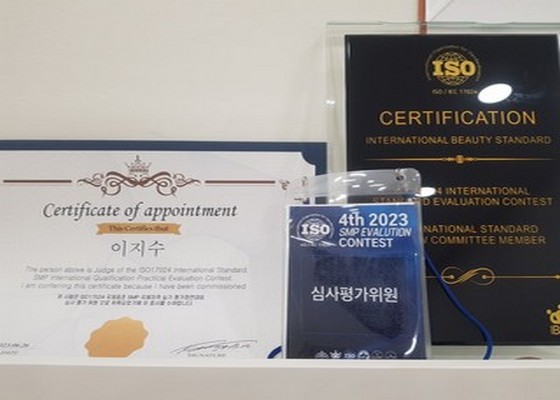 Certificate of appointment
This Certifies that
이지수
The person above is Judge of the ISO17024 International Standard
SMP International Qualification Practical Evaluation Contest.
I am conferring this certificate because I have been commissioned
SIGNATURE
ISO
4th 2023
SMP EVALUTION
CONTEST
심사평가위원
ISO
ISO / IEC 17024
CERTIFICATION
INTERNATIONAL BEAUTY STANDARD
4 INTERNATIONAL
EVALUATION CONTEST
COMMITTEE MEMBER